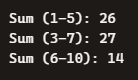 Sum (1-5): 26
Sum (3-7): 27
Sum (6-10): 14